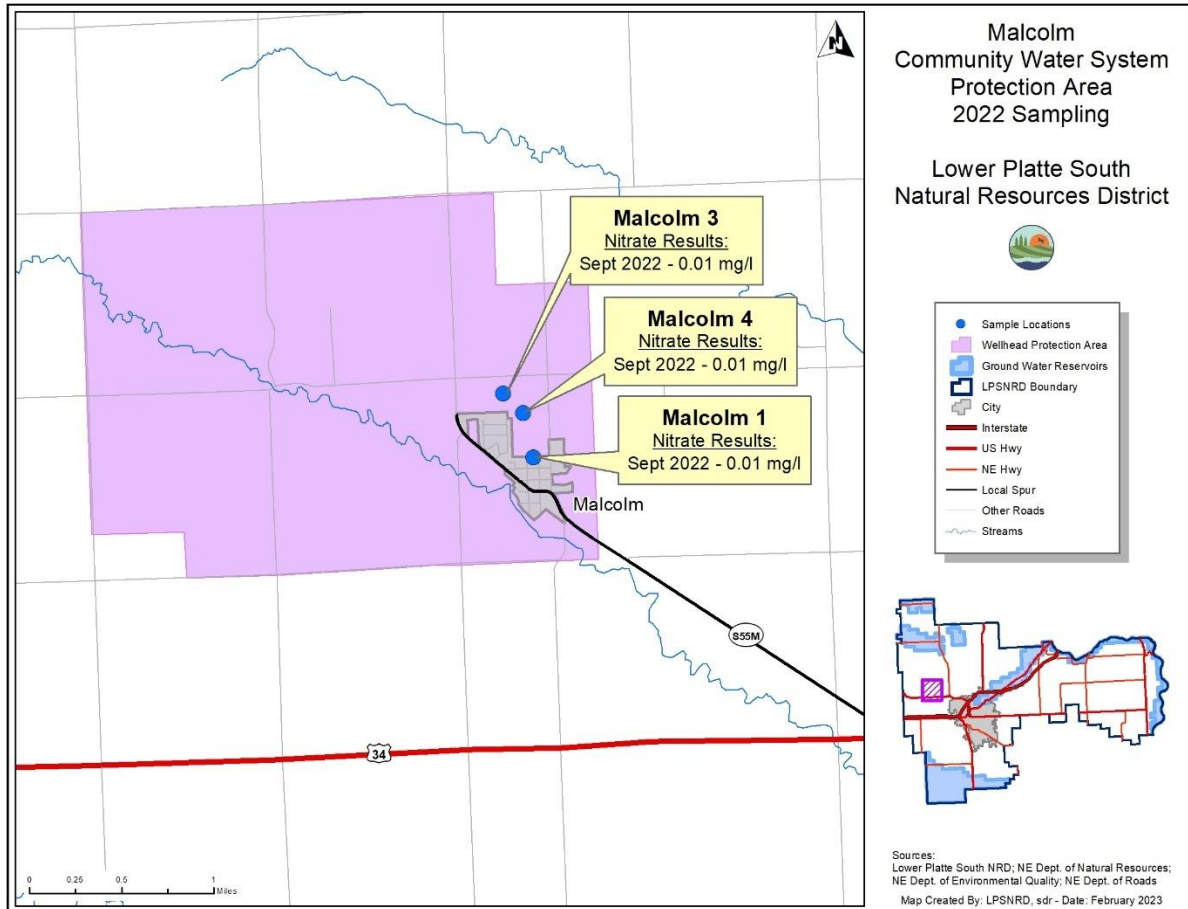 Malcolm
Community Water System
Protection Area
2022 Sampling
Lower Platte South
Natural Resources District
N
Malcolm 3
Nitrate Results:
Sept 2022 - 0.01 mg/l
Malcolm 4
Nitrate Results:
Sept 2022 - 0.01 mg/l
Malcolm 1
Nitrate Results:
Sept 2022 - 0.01 mg/l
Malcolm
S55M
34
0 0.25 0.5 1
Miles
Sample Locations
Wellhead Protection Area
Ground Water Reservoirs
LPSNRD Boundary
City
Interstate
US Hwy
NE Hwy
Local Spur
Other Roads
Streams
Sources:
Lower Platte South NRD; NE Dept. of Natural Resources;
NE Dept. of Environmental Quality; NE Dept. of Roads
Map Created By: LPSNRD, sdr - Date: February 2023